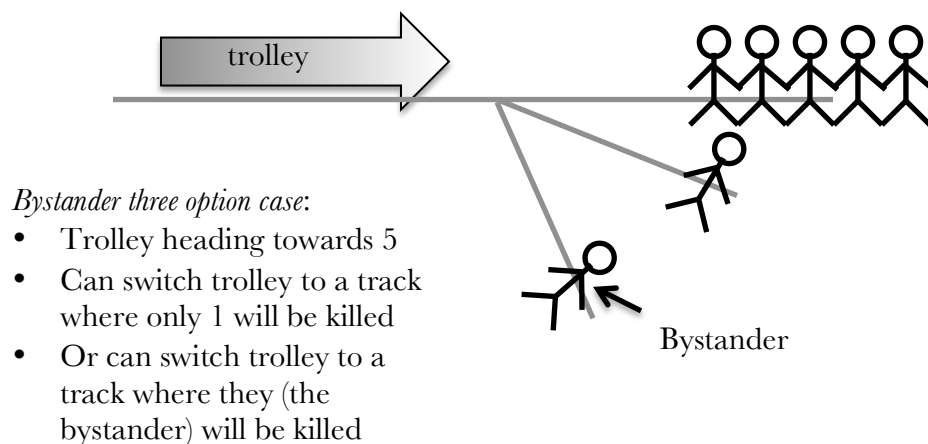 trolley
Bystander three option case:
• Trolley heading towards 5
• Can switch trolley to a track
where only 1 will be killed
• Or can switch trolley to a
track where they (the
bystander) will be killed
Bystander